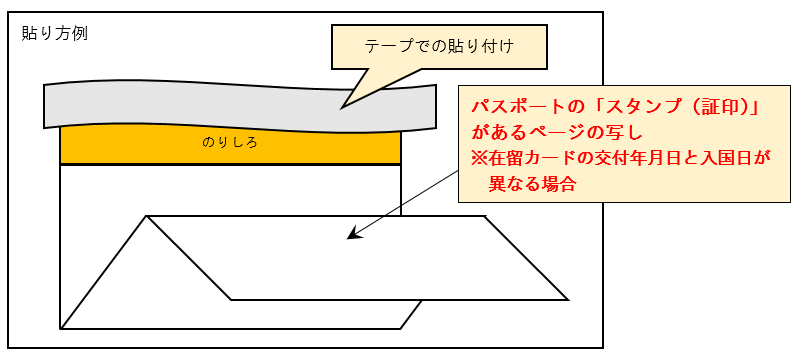 貼り方例
テープでの貼り付け
のりしろ
パスポートの「スタンプ（証印）」
があるページの写し
※在留カードの交付年月日と入国日が
異なる場合